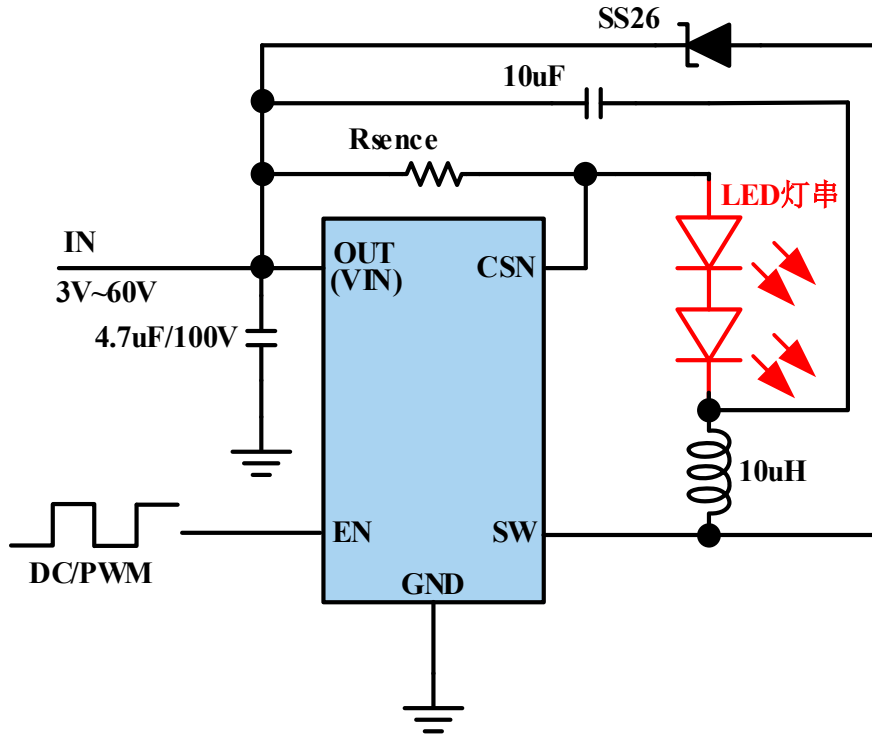 SS26
10uF
Rsence
LED灯串
IN
3V~60V
OUT
(VIN)
CSN
4.7uF/100V
10uH
EN
SW
DC/PWM
GND